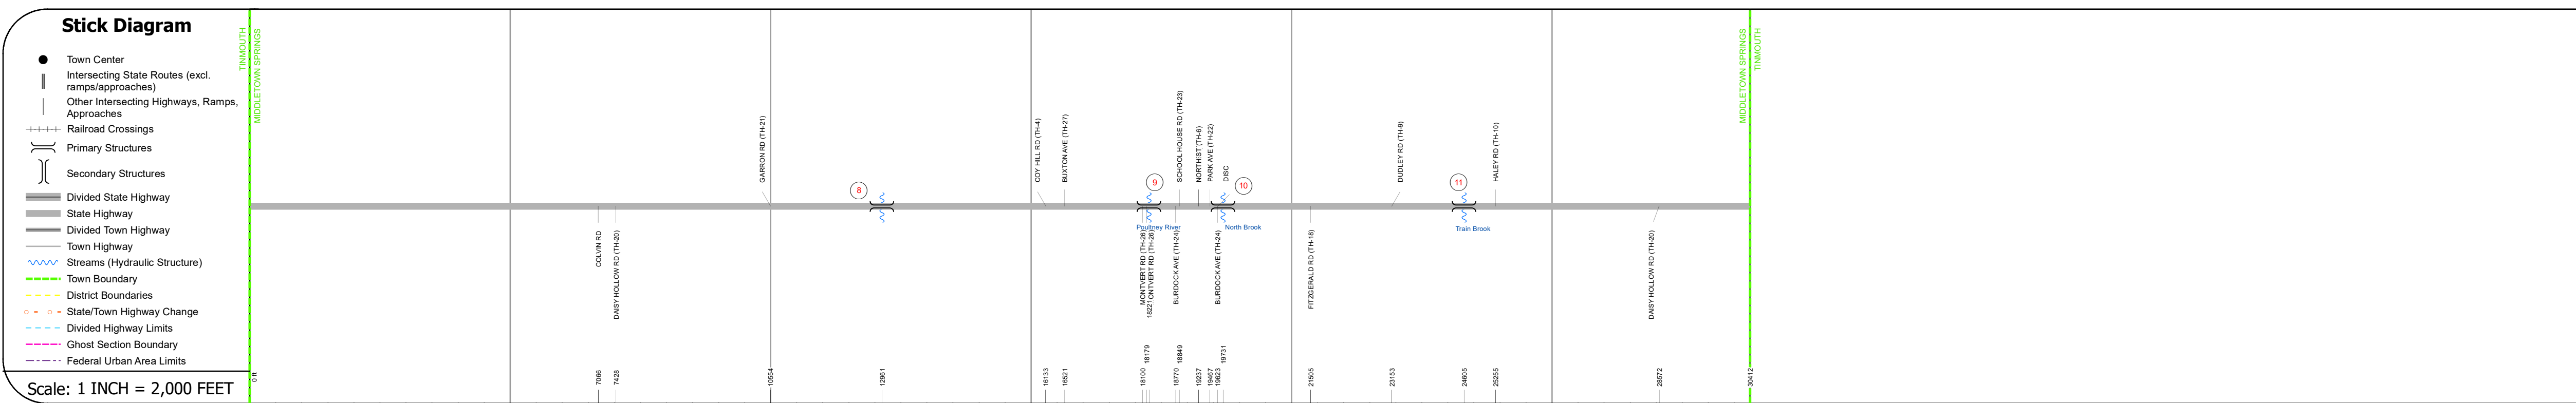 Stick Diagram
Town Center
Intersecting State Routes (excl.
ramps/approaches)
Other Intersecting Highways, Ramps,
Approaches
Railroad Crossings
Primary Structures
Secondary Structures
Divided State Highway
State Highway
Divided Town Highway
Town Highway
Streams (Hydraulic Structure)
Town Boundary
District Boundaries
State/Town Highway Change
Divided Highway Limits
Ghost Section Boundary
Federal Urban Area Limits
Scale: 1 INCH = 2,000 FEET
TINMOUTH
MIDDLETOWN SPRINGS
GARRON RD (TH-21)
COY HILL RD (TH-4)
BUXTON AVE (TH-27)
SCHOOL HOUSE RD (TH-23)
NORTH ST (TH-6)
PARK AVE (TH-22)
DISC
DUDLEY RD (TH-9)
HALEY RD (TH-10)
MIDDLETOWN SPRINGS
TINMOUTH
8
9
10
11
Poultney River
North Brook
Train Brook
COLVIN RD
DAISY HOLLOW RD (TH-20)
MONTVERT RD (TH-26)
ONTVERT RD (TH-26)
BURDOCK AVE (TH-24)
BURDOCK AVE (TH-24)
FITZGERALD RD (TH-18)
DAISY HOLLOW RD (TH-20)
0 ft
7066
7428
10554
12961
16133
16521
18100
18179
18221
18770
18849
19237
19467
19623
19731
21505
23153
24605
25255
28572
30412